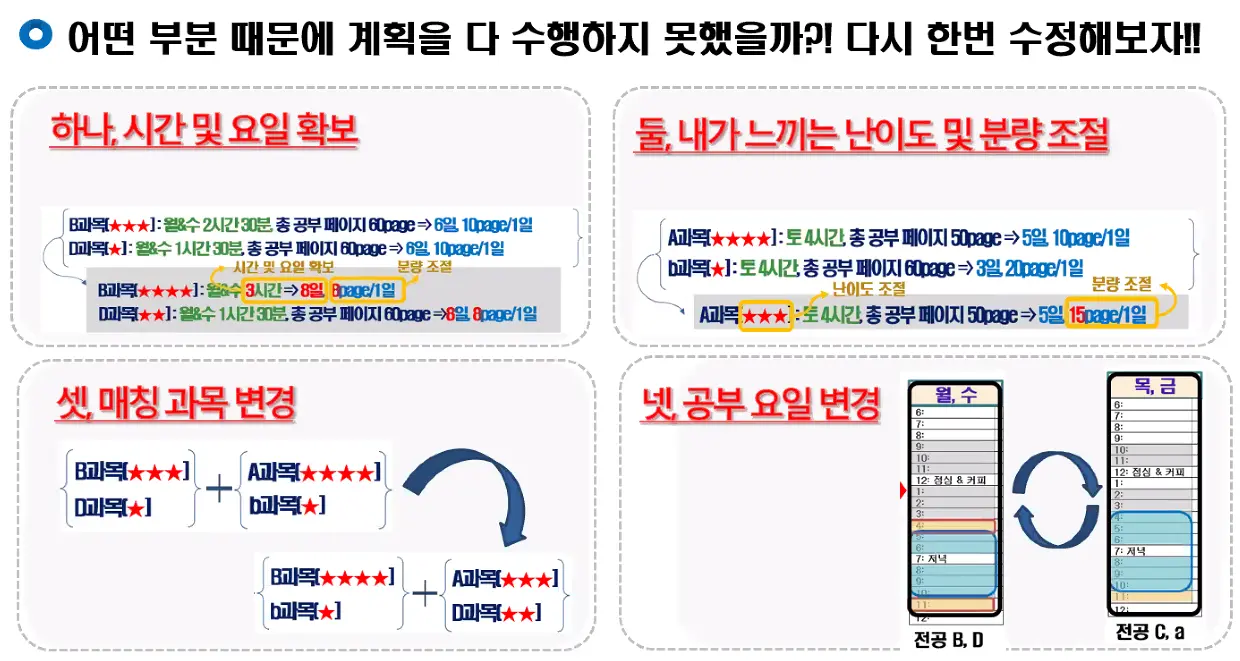 어떤 부분 때문에 계획을 다 수행하지 못했을까?! 다시 한번 수정해보자!!
하나, 시간 및 요일 확보
B과목[★★★] : 월&수 2시간 30분, 총 공부 페이지 60page ⇒ 6일, 10page/1일
D과목[★] : 월&수 1시간 30분, 총 공부 페이지 60page ⇒ 6일, 10page/1일
시간 및 요일 확보 분량 조절
B과목[★★★★] : 월&수 3시간 ⇒ 8일, 8page/1일
D과목[★★] : 월&수 1시간 30분, 총 공부 페이지 60page ⇒8일, 8page/1일
둘, 내가 느끼는 난이도 및 분량 조절
A과목[★★★★] : 토 4시간, 총 공부 페이지 50page ⇒ 5일, 10page/1일
b과목[★] : 토 4시간, 총 공부 페이지 60page ⇒ 3일, 20page/1일
난이도 조절 분량 조절
A과목[★★★] : 토 4시간, 총 공부 페이지 50page ⇒ 5일, 15page/1일
셋, 매칭 과목 변경
B과목[★★★]
D과목[★]
+
A과목[★★★★]
b과목[★]
B과목[★★★★]
b과목[★]
+
A과목[★★★]
D과목[★★]
넷, 공부 요일 변경
월, 수
6:
7:
8:
9:
10:
11:
12: 점심 & 커피
1:
2:
3:
4:
5:
6:
7: 저녁
8:
9:
10:
11:
12:
전공 B, D
목, 금
6:
7:
8:
9:
10:
11:
12: 점심 & 커피
1:
2:
3:
4:
5:
6:
7: 저녁
8:
9:
10:
11:
12:
전공 C, a